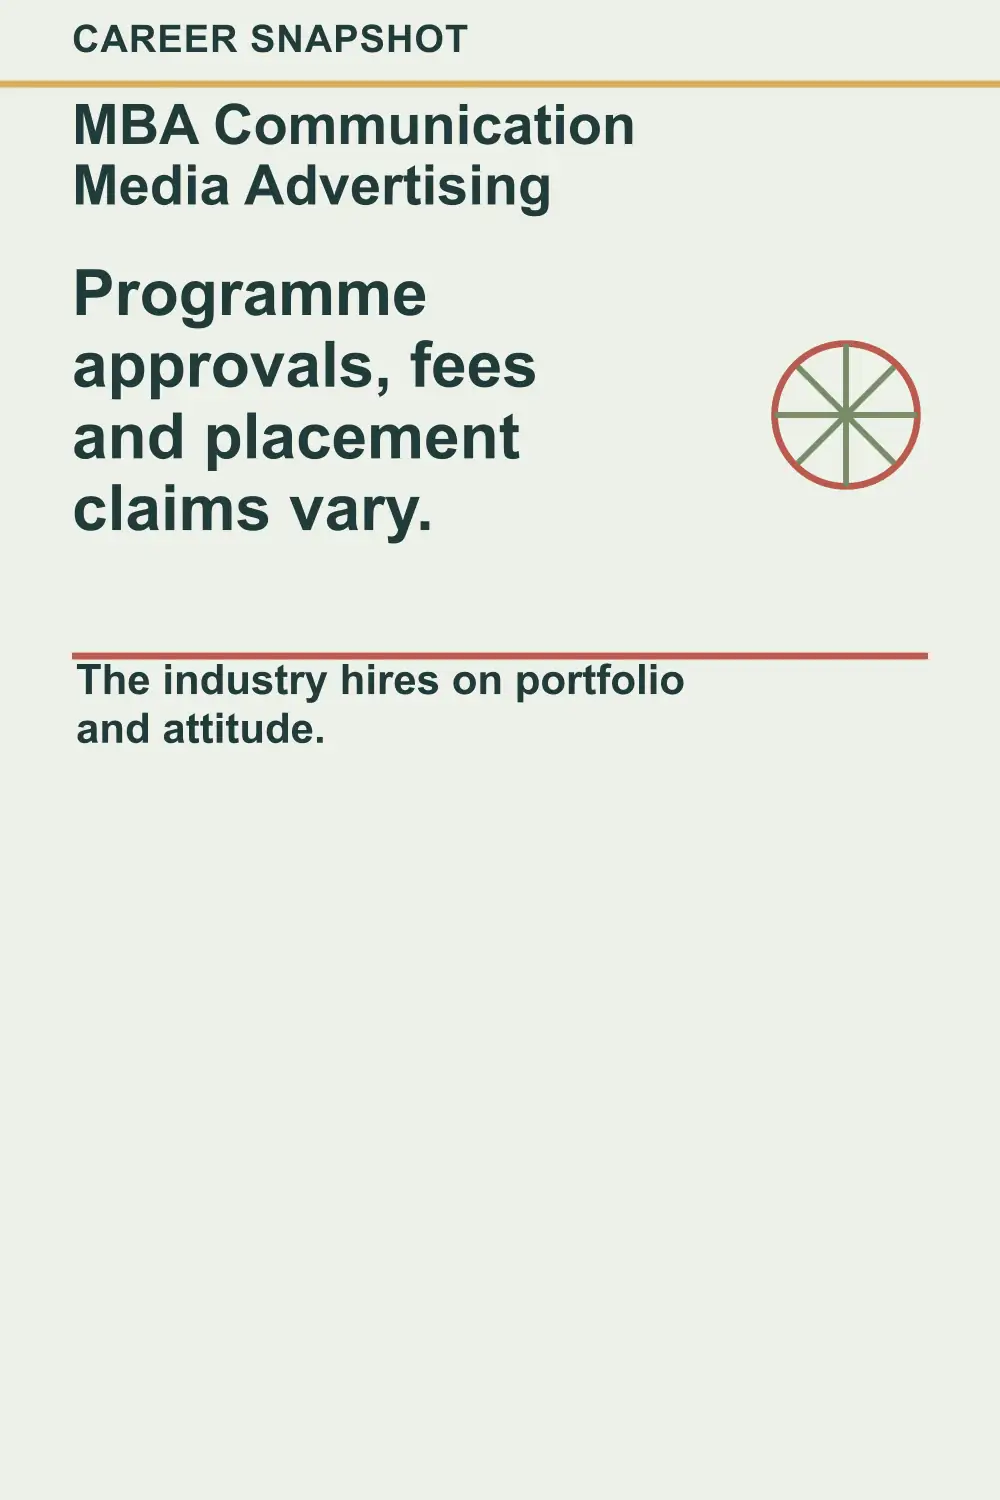 CAREER SNAPSHOT
MBA Communication
Media Advertising
Programme
approvals, fees
and placement
claims vary.
The industry hires on portfolio
and attitude.